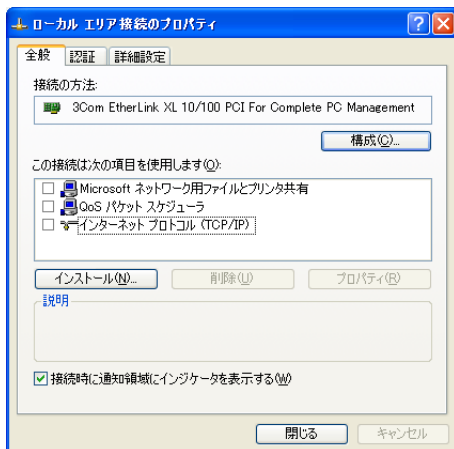 ローカル エリア接続のプロパティ
全般 認証 詳細設定
接続の方法:
3Com EtherLink XL 10/100 PCI For Complete PC Management
構成(C)...
この接続は次の項目を使用します(O):
Microsoft ネットワーク用ファイルとプリンタ共有
QoS パケット スケジューラ
インターネット プロトコル (TCP/IP)
インストール(N)... 削除(U) プロパティ(R)
説明
接続時に通知領域にインジケータを表示する(W)
閉じる キャンセル